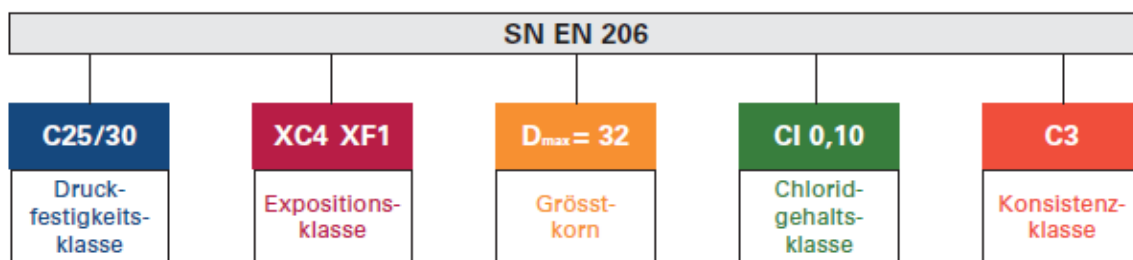 SN EN 206
C25/30
XC4 XF1
Dmax = 32
Cl 0,10
C3
Druck-
festigkeits-
klasse
Expositions-
klasse
Grösst-
korn
Chlorid-
gehalts-
klasse
Konsistenz-
klasse